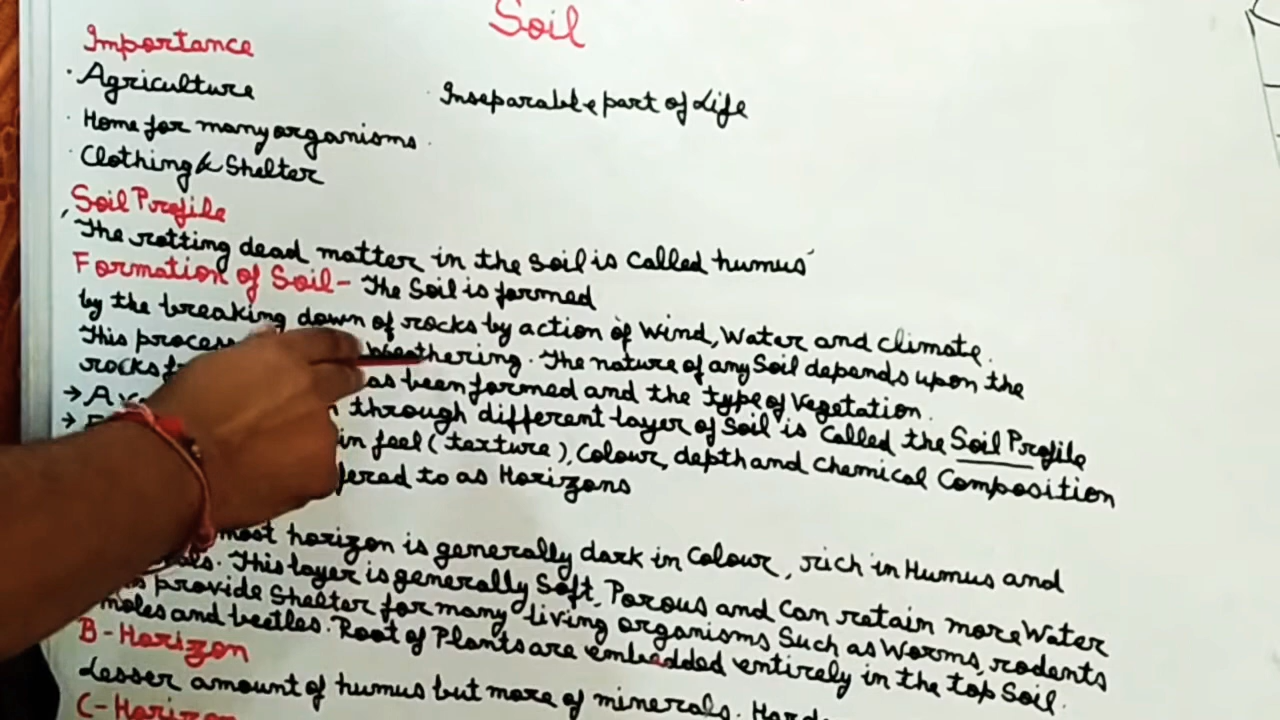 Soil
Importance
· Agriculture
Inseparable part of Life
· Home for many organisms.
· Clothing & Shelter
Soil Profile
The rotting dead matter in the soil is called humus
Formation of Soil- The Soil is formed
by the breaking down of rocks by action of wind, water and climate.
This process weathering. The nature of any Soil depends upon the
rocks been formed and the type of Vegetation.
→ A through different layer of Soil is called the Soil Profile
→ in feel (texture), Colour, depth and Chemical Composition
to as Horizons
horizon is generally dark in Colour, rich in Humus and
This layer is generally Soft, Porous and Can retain more Water
provide Shelter for many living organisms Such as Worms, rodents
moles and beetles. Root of Plants are embedded entirely in the top Soil.
B-Horizon
Lesser amount of humus but more of minerals.
C-Horizon